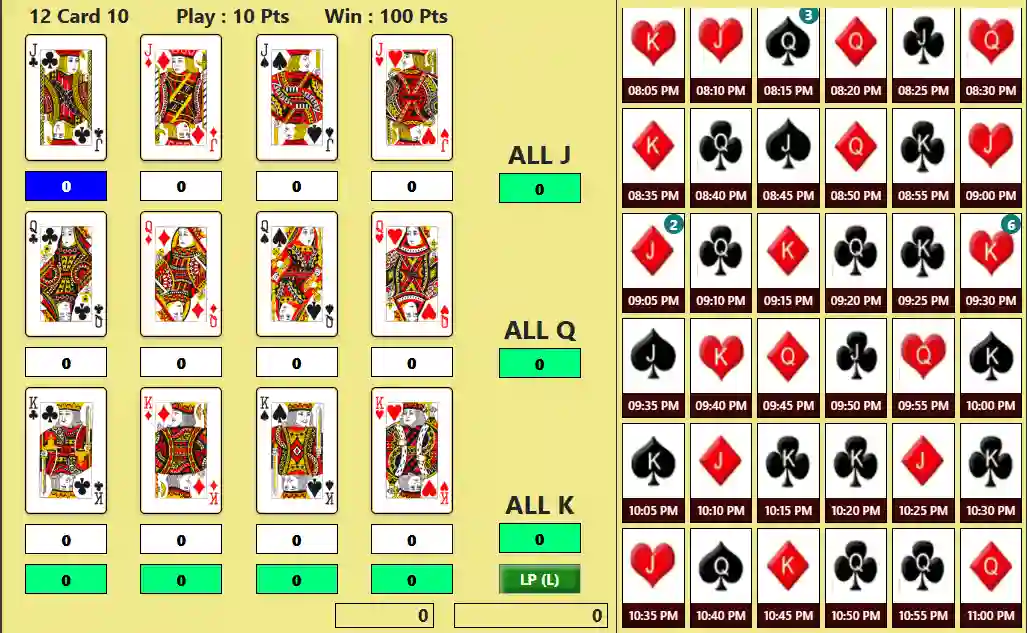 12 Card 10 Play : 10 Pts Win : 100 Pts
J J J J
J J J J
ALL J
0 0 0 0 0
Q Q Q Q
Q Q Q Q
ALL Q
0 0 0 0 0
K K K K
K K K K
ALL K
0 0 0 0 0
0 0 0 0 LP (L)
0 0
3
K J Q Q J Q
08:05 PM 08:10 PM 08:15 PM 08:20 PM 08:25 PM 08:30 PM
K Q J Q K J
08:35 PM 08:40 PM 08:45 PM 08:50 PM 08:55 PM 09:00 PM
2 6
J Q K Q K K
09:05 PM 09:10 PM 09:15 PM 09:20 PM 09:25 PM 09:30 PM
J K Q J Q K
09:35 PM 09:40 PM 09:45 PM 09:50 PM 09:55 PM 10:00 PM
K J K K J K
10:05 PM 10:10 PM 10:15 PM 10:20 PM 10:25 PM 10:30 PM
J Q K Q Q Q
10:35 PM 10:40 PM 10:45 PM 10:50 PM 10:55 PM 11:00 PM